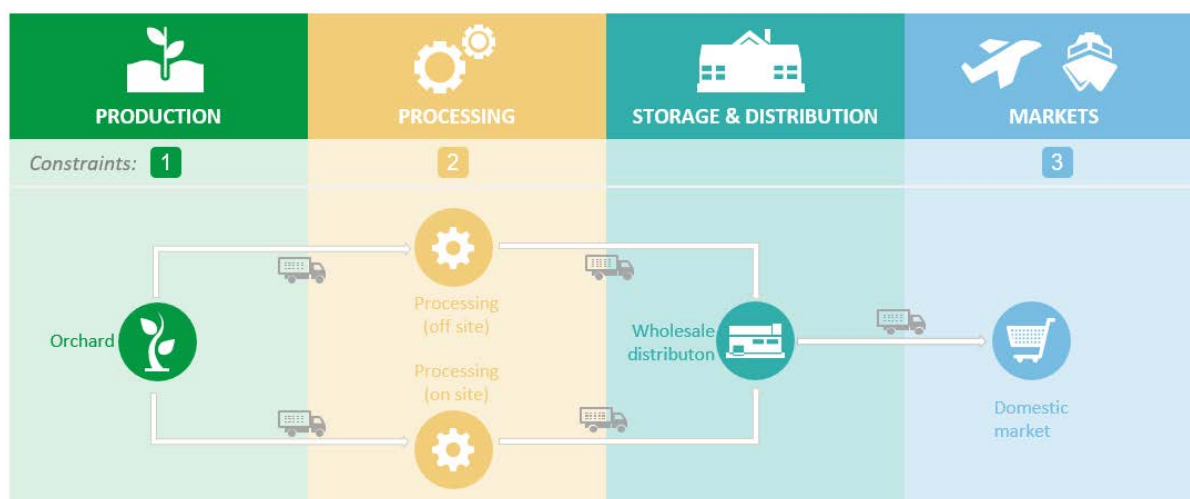 PRODUCTION
PROCESSING
STORAGE & DISTRIBUTION
MARKETS
Constraints: 1
2
3
Orchard
Processing
(off site)
Processing
(on site)
Wholesale
distributon
Domestic
market